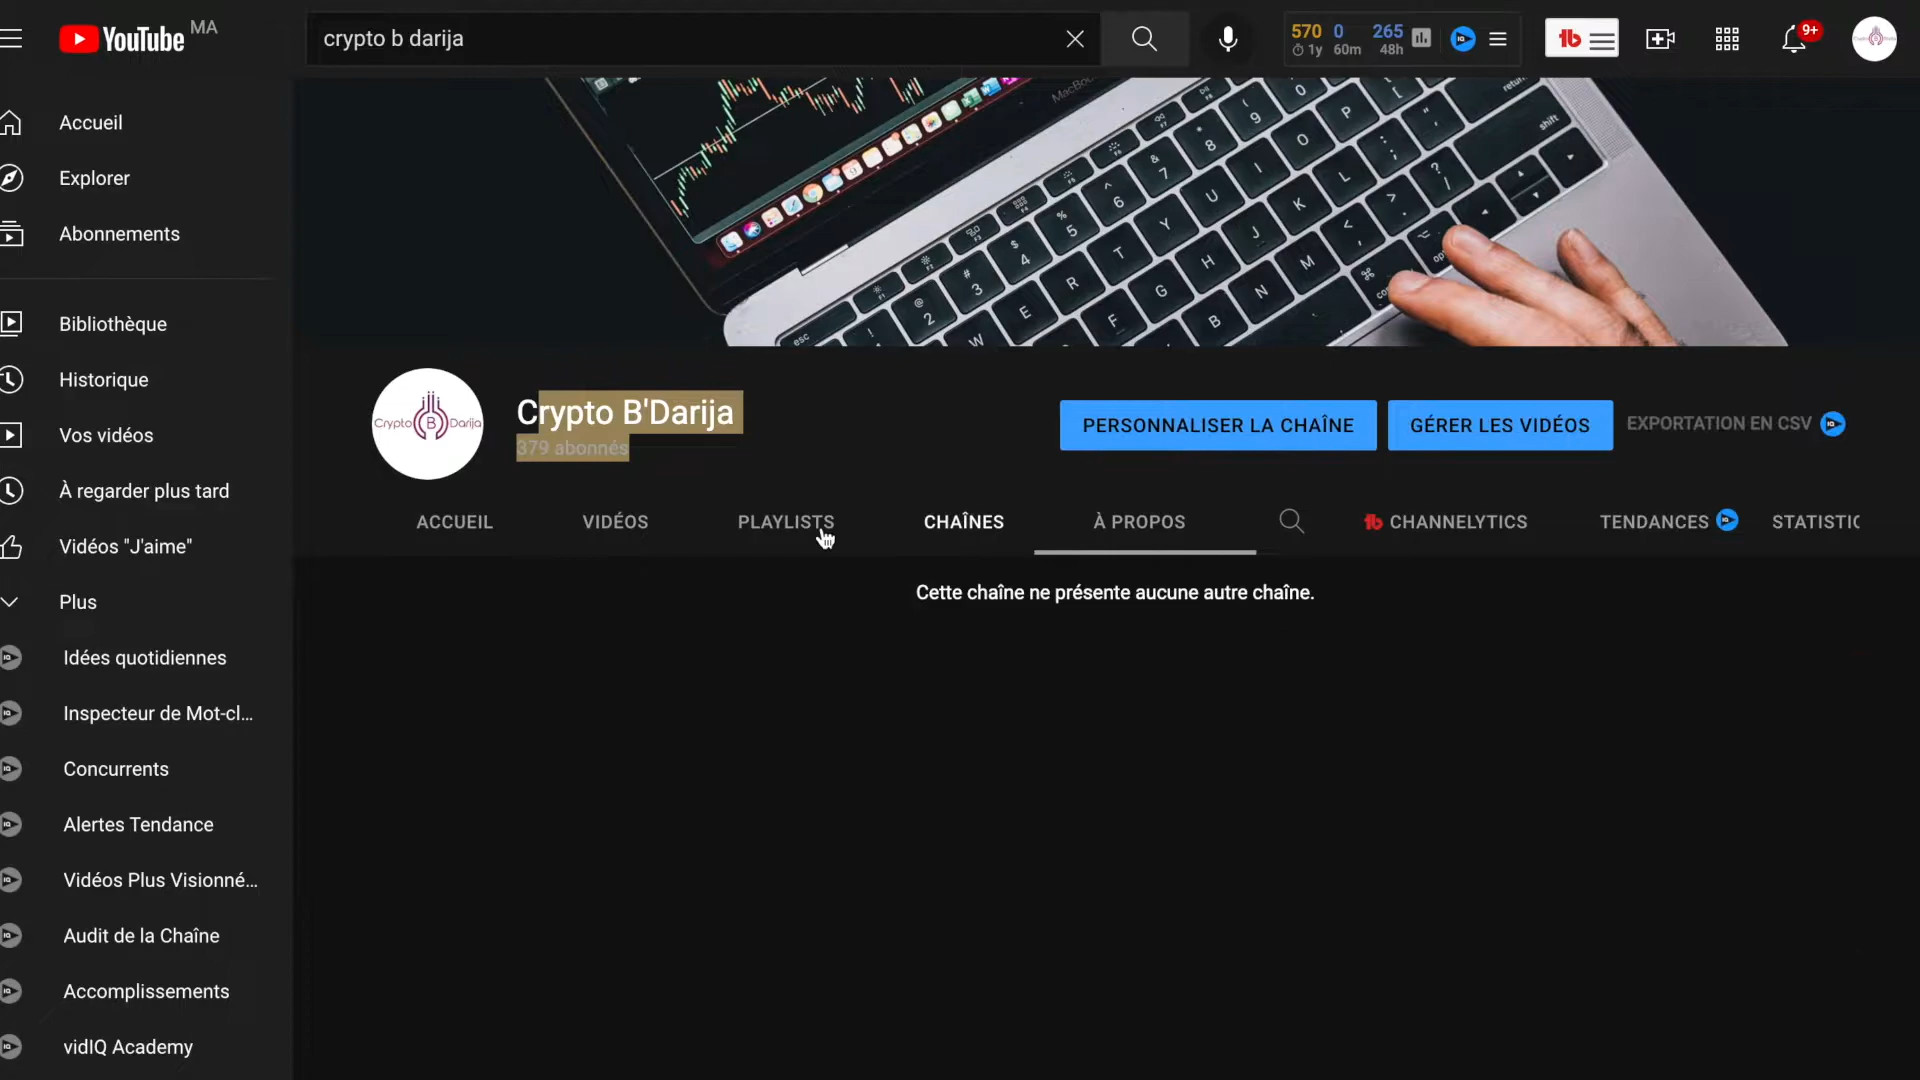 YouTube MA
crypto b darija
570 0 265
1y 60m 48h
9+
Accueil
Explorer
Abonnements
Bibliothèque
Historique
Vos vidéos
À regarder plus tard
Vidéos "J'aime"
Plus
Idées quotidiennes
Inspecteur de Mot-cl...
Concurrents
Alertes Tendance
Vidéos Plus Visionné...
Audit de la Chaîne
Accomplissements
vidIQ Academy
Crypto B Darija
Crypto B'Darija
379 abonnés
PERSONNALISER LA CHAÎNE
GÉRER LES VIDÉOS
EXPORTATION EN CSV
ACCUEIL
VIDÉOS
PLAYLISTS
CHAÎNES
À PROPOS
CHANNELYTICS
TENDANCES
STATISTIC
Cette chaîne ne présente aucune autre chaîne.